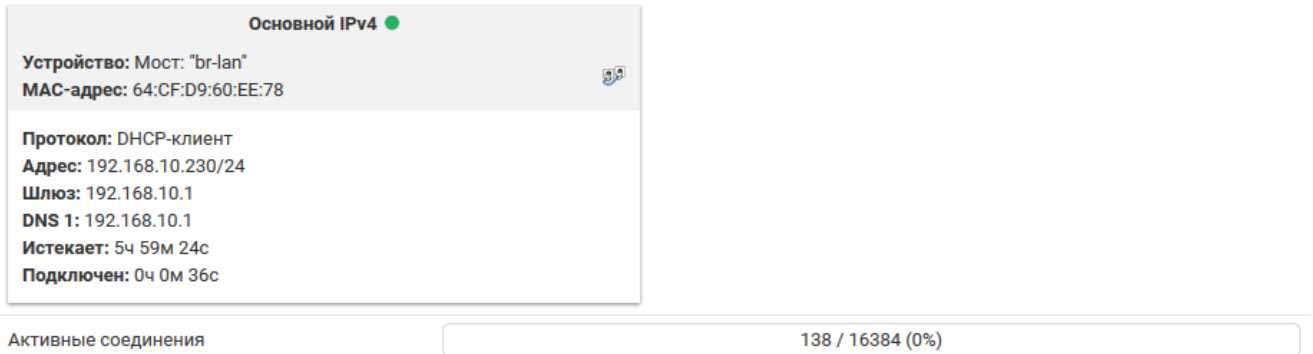 Основной IPv4
Устройство: Мост: "br-lan"
MAC-адрес: 64:CF:D9:60:EE:78
Протокол: DHCP-клиент
Адрес: 192.168.10.230/24
Шлюз: 192.168.10.1
DNS 1: 192.168.10.1
Истекает: 5ч 59м 24с
Подключен: 0ч 0м 36с
Активные соединения
138 / 16384 (0%)